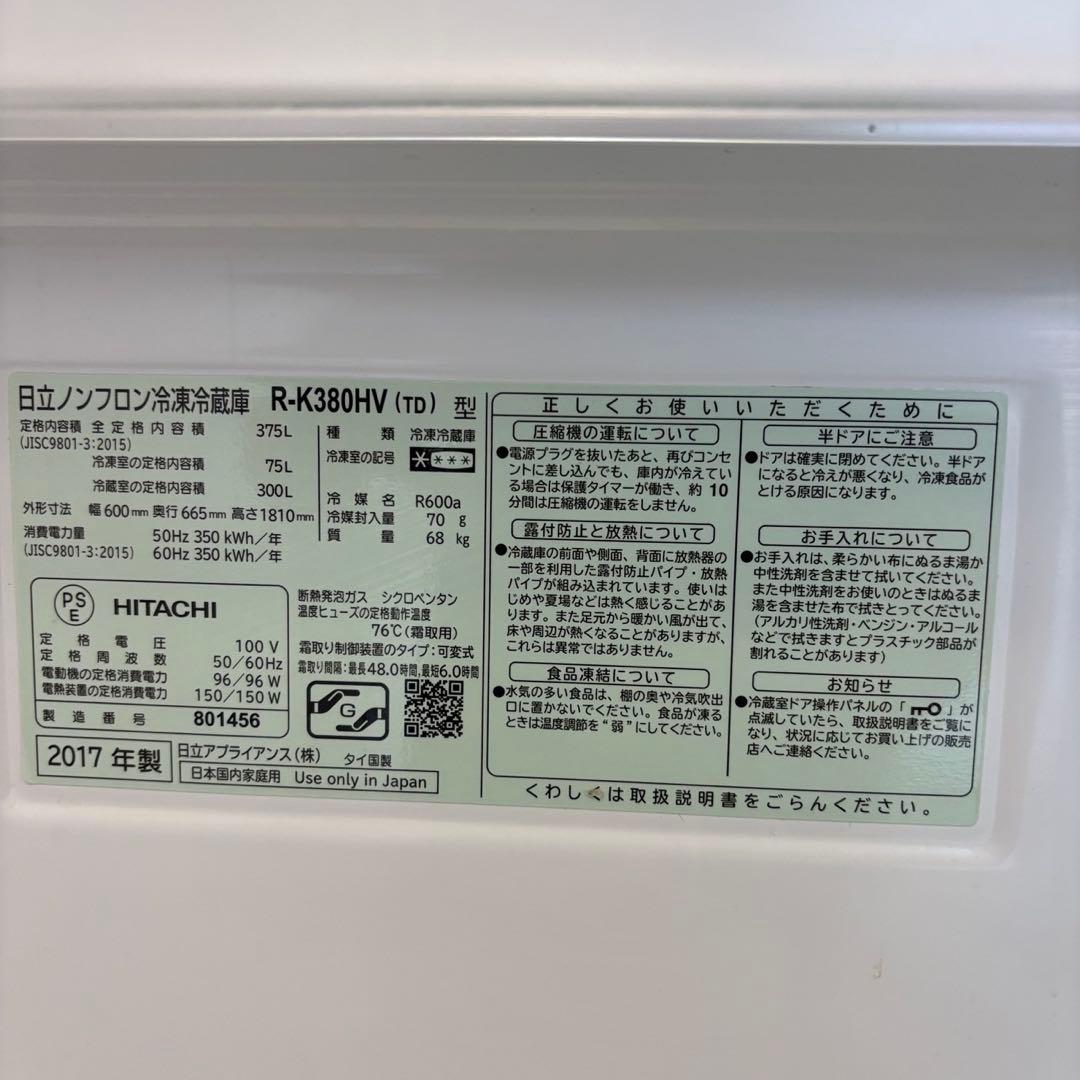 日立ノンフロン冷凍冷蔵庫 R-K380HV(TD) 型
定格内容積 全定格内容積 375L
(JISC9801-3:2015)
冷凍室の定格内容積 75L
冷蔵室の定格内容積 300L
外形寸法 幅600mm 奥行665mm 高さ1810mm
消費電力量 50Hz 350kWh/年
(JISC9801-3:2015) 60Hz 350kWh/年
種類 冷凍冷蔵庫
冷凍室の記号 ****
冷媒名 R600a
冷媒封入量 70 g
質量 68 kg
PS
E
HITACHI
定格電圧 100 V
定格周波数 50/60Hz
電動機の定格消費電力 96/96 W
電熱装置の定格消費電力 150/150 W
製造番号 801456
断熱発泡ガス シクロペンタン
温度ヒューズの定格動作温度
76℃(霜取用)
霜取り制御装置のタイプ:可変式
霜取り間隔:最長48.0時間,最短6.0時間
G
2017 年製
日立アプライアンス(株) タイ国製
日本国内家庭用 Use only in Japan
正しくお使いいただくために
圧縮機の運転について
●電源プラグを抜いたあと、再びコンセ
ントに差し込んでも、庫内が冷えてい
る場合は保護タイマーが働き、約 10
分間は圧縮機の運転をしません。
露付防止と放熱について
●冷蔵庫の前面や側面、背面に放熱器の
一部を利用した露付防止パイプ・放熱
パイプが組み込まれています。使いは
じめや夏場などは熱く感じることがあ
ります。また足元から暖かい風が出て、
床や周辺が熱くなることがありますが、
これらは異常ではありません。
食品凍結について
●水気の多い食品は、棚の奥や冷気吹出
口に置かないでください。食品が凍る
ときは温度調節を“弱”にしてください。
半ドアにご注意
●ドアは確実に閉めてください。半ドア
になると冷えが悪くなり、冷凍食品が
とける原因になります。
お手入れについて
●お手入れは、柔らかい布にぬるま湯か
中性洗剤を含ませて拭いてください。
また中性洗剤をお使いのときはぬるま
湯を含ませた布で拭きとってください。
(アルカリ性洗剤・ベンジン・アルコール
などで拭きますとプラスチック部品が
割れることがあります)
お知らせ
●冷蔵室ドア操作パネルの「 」が
点滅していたら、取扱説明書をご覧に
なり、状況に応じてお買い上げの販売
店へご連絡ください。
くわしくは取扱説明書をごらんください。